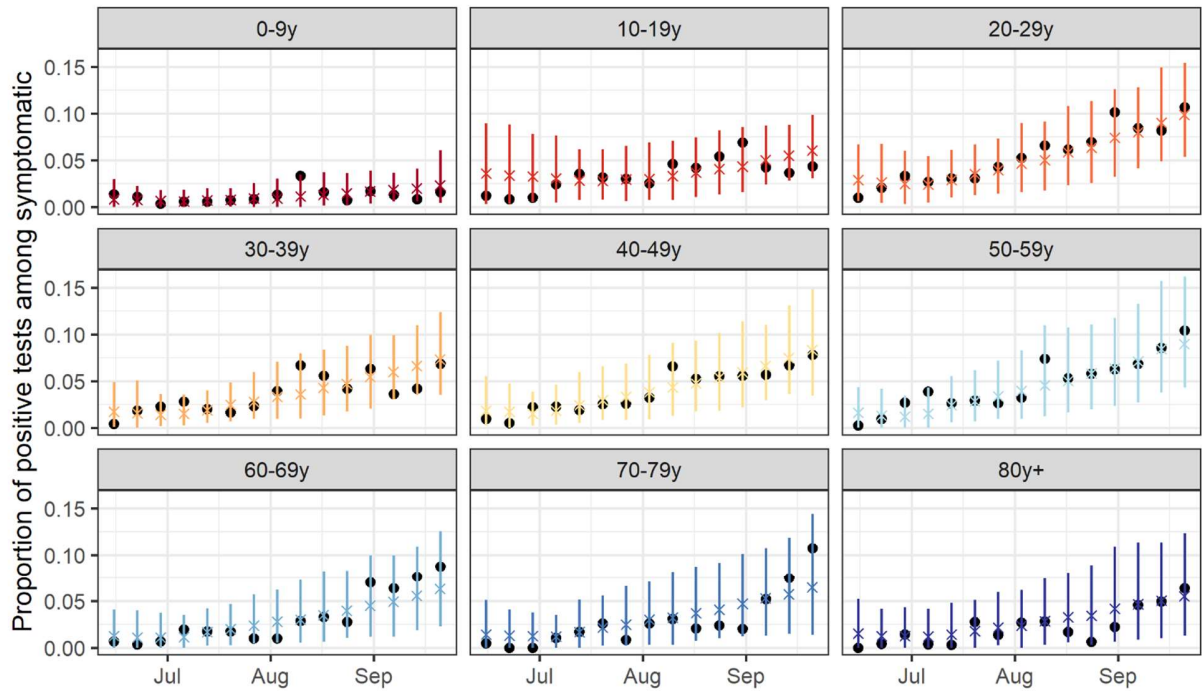 Proportion of positive tests among symptomatic
0-9y 10-19y 20-29y
0.15
0.10
0.05
0.00
30-39y 40-49y 50-59y
0.15
0.10
0.05
0.00
60-69y 70-79y 80y+
0.15
0.10
0.05
0.00
Jul Aug Sep Jul Aug Sep Jul Aug Sep